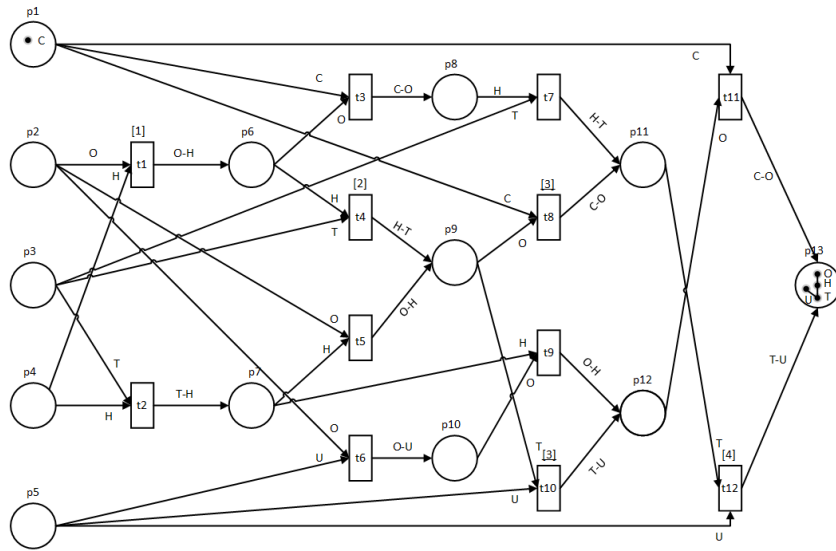 p1
C
C
p8
C
t3
C-O
H
t7
t11
O
T
H-T
O
p2
[1]
p6
p11
O
t1
O-H
H
[2]
[3]
H
C
C-O
t4
t8
T
H-T
C-O
O
p3
p9
p13
O
H
U
T
O-H
O
t5
H
H
t9
O
O-H
T-U
p4
T
p7
p12
H
t2
T-H
p10
O
T
[3]
T
[4]
U
t6
O-U
t10
T-U
t12
p5
U
U